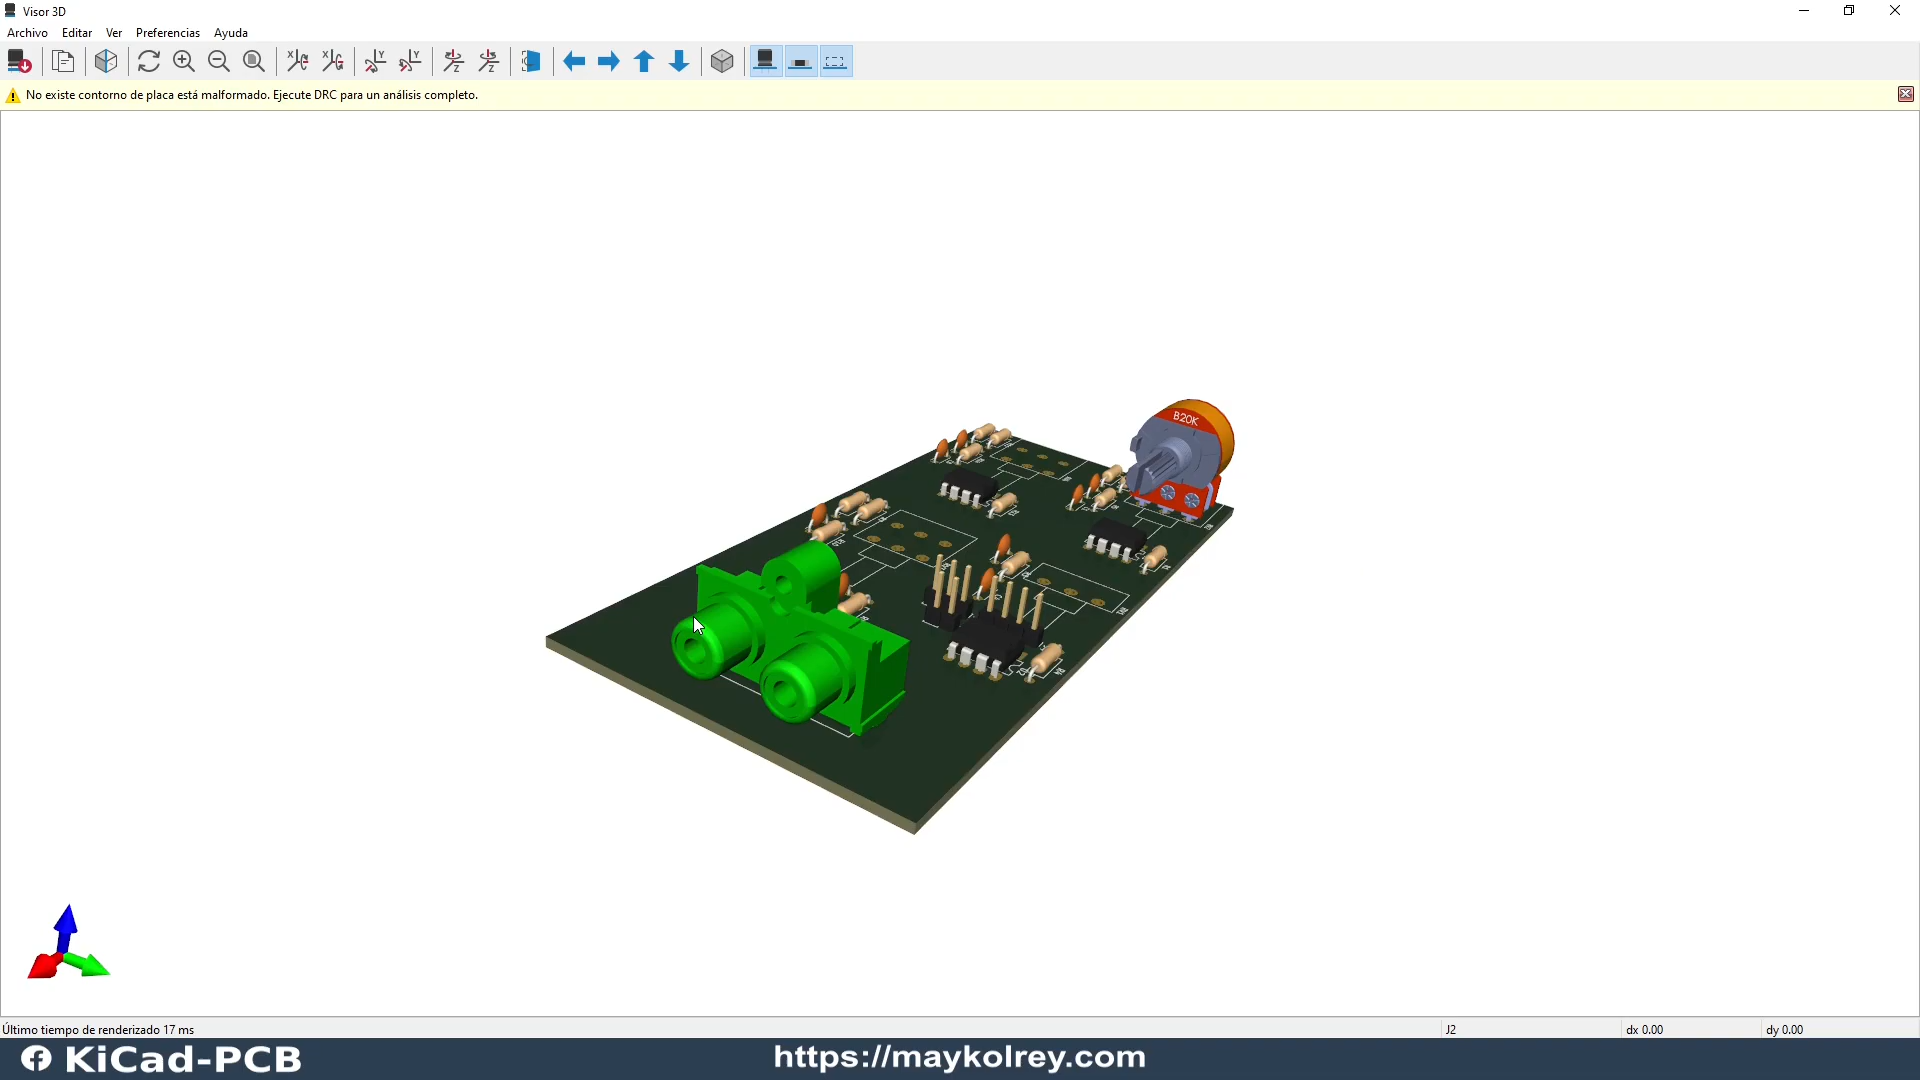 Visor 3D
Archivo Editar Ver Preferencias Ayuda
No existe contorno de placa está malformado. Ejecute DRC para un análisis completo.
B20K
Último tiempo de renderizado 17 ms
J2
dx 0.00
dy 0.00
KiCad-PCB
https://maykolrey.com